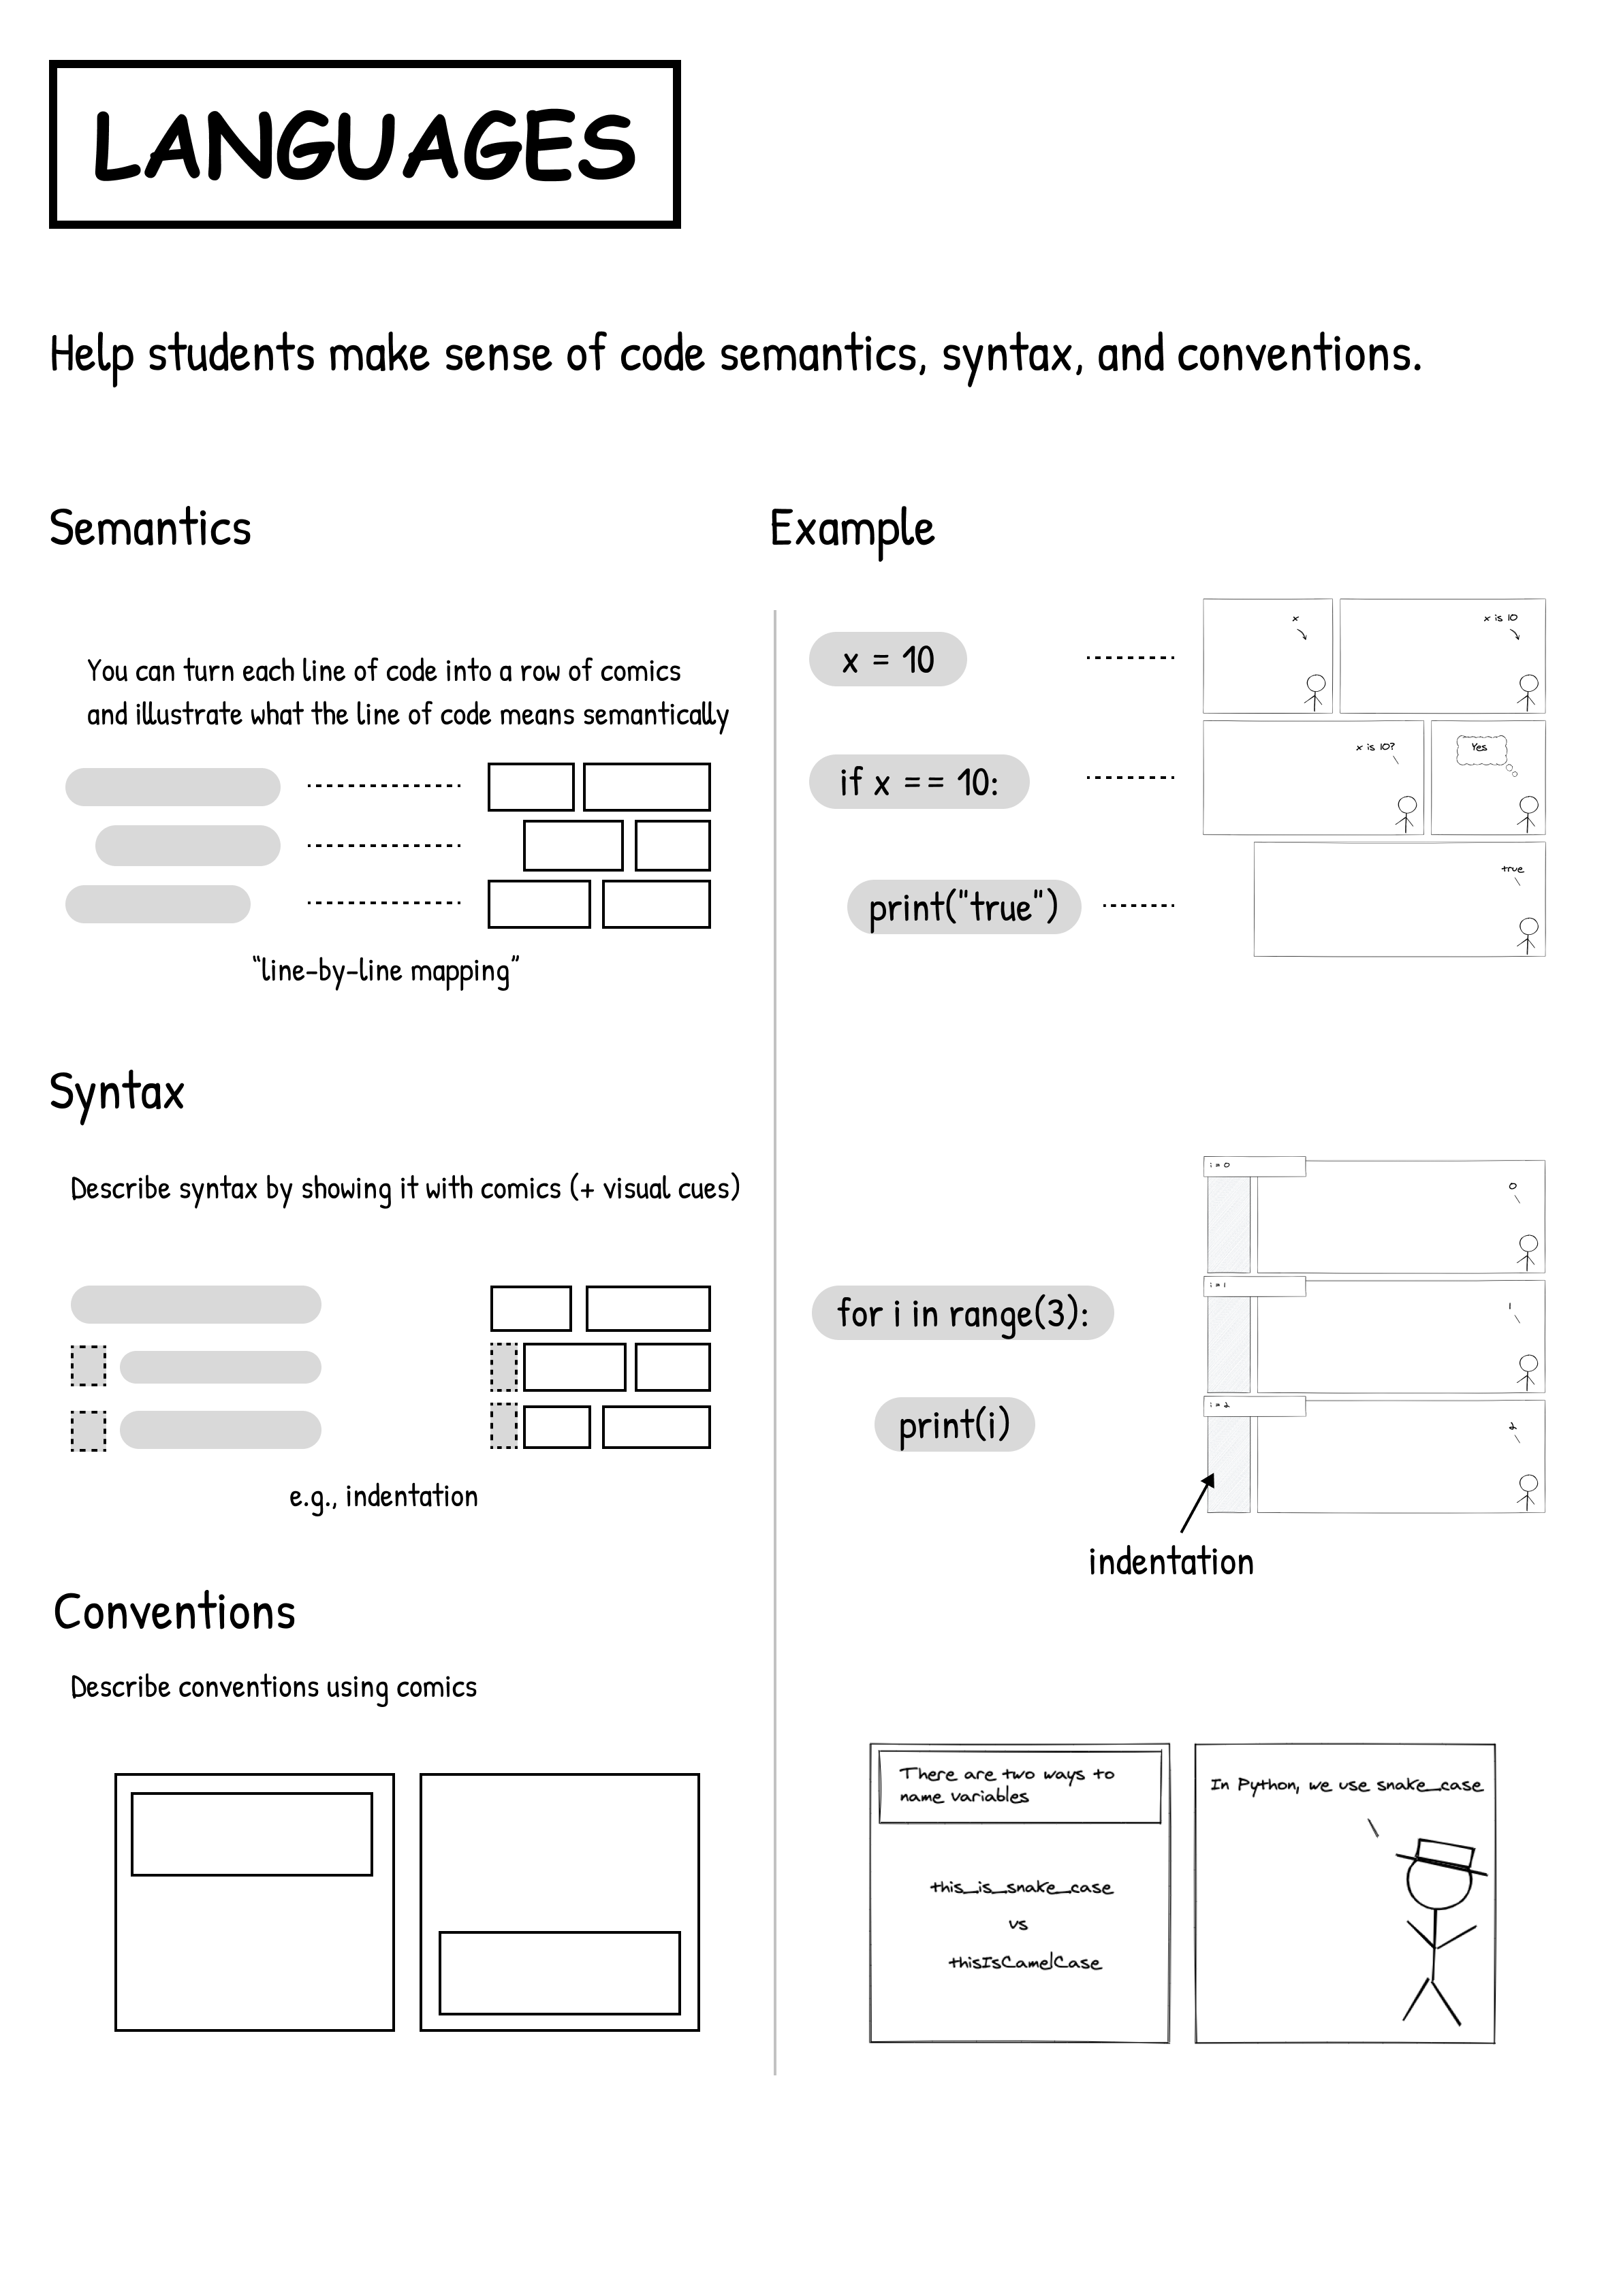 LANGUAGES
Help students make sense of code semantics, syntax, and conventions.
Semantics
You can turn each line of code into a row of comics
and illustrate what the line of code means semantically
"line-by-line mapping"
Example
x = 10
x
x is 10
if x == 10:
x is 10?
Yes
print("true")
true
Syntax
Describe syntax by showing it with comics (+ visual cues)
e.g., indentation
for i in range(3):
print(i)
i = 0
0
i = 1
1
i = 2
2
indentation
Conventions
Describe conventions using comics
There are two ways to
name variables
this_is_snake_case
vs
thisIsCamelCase
In Python, we use snake_case